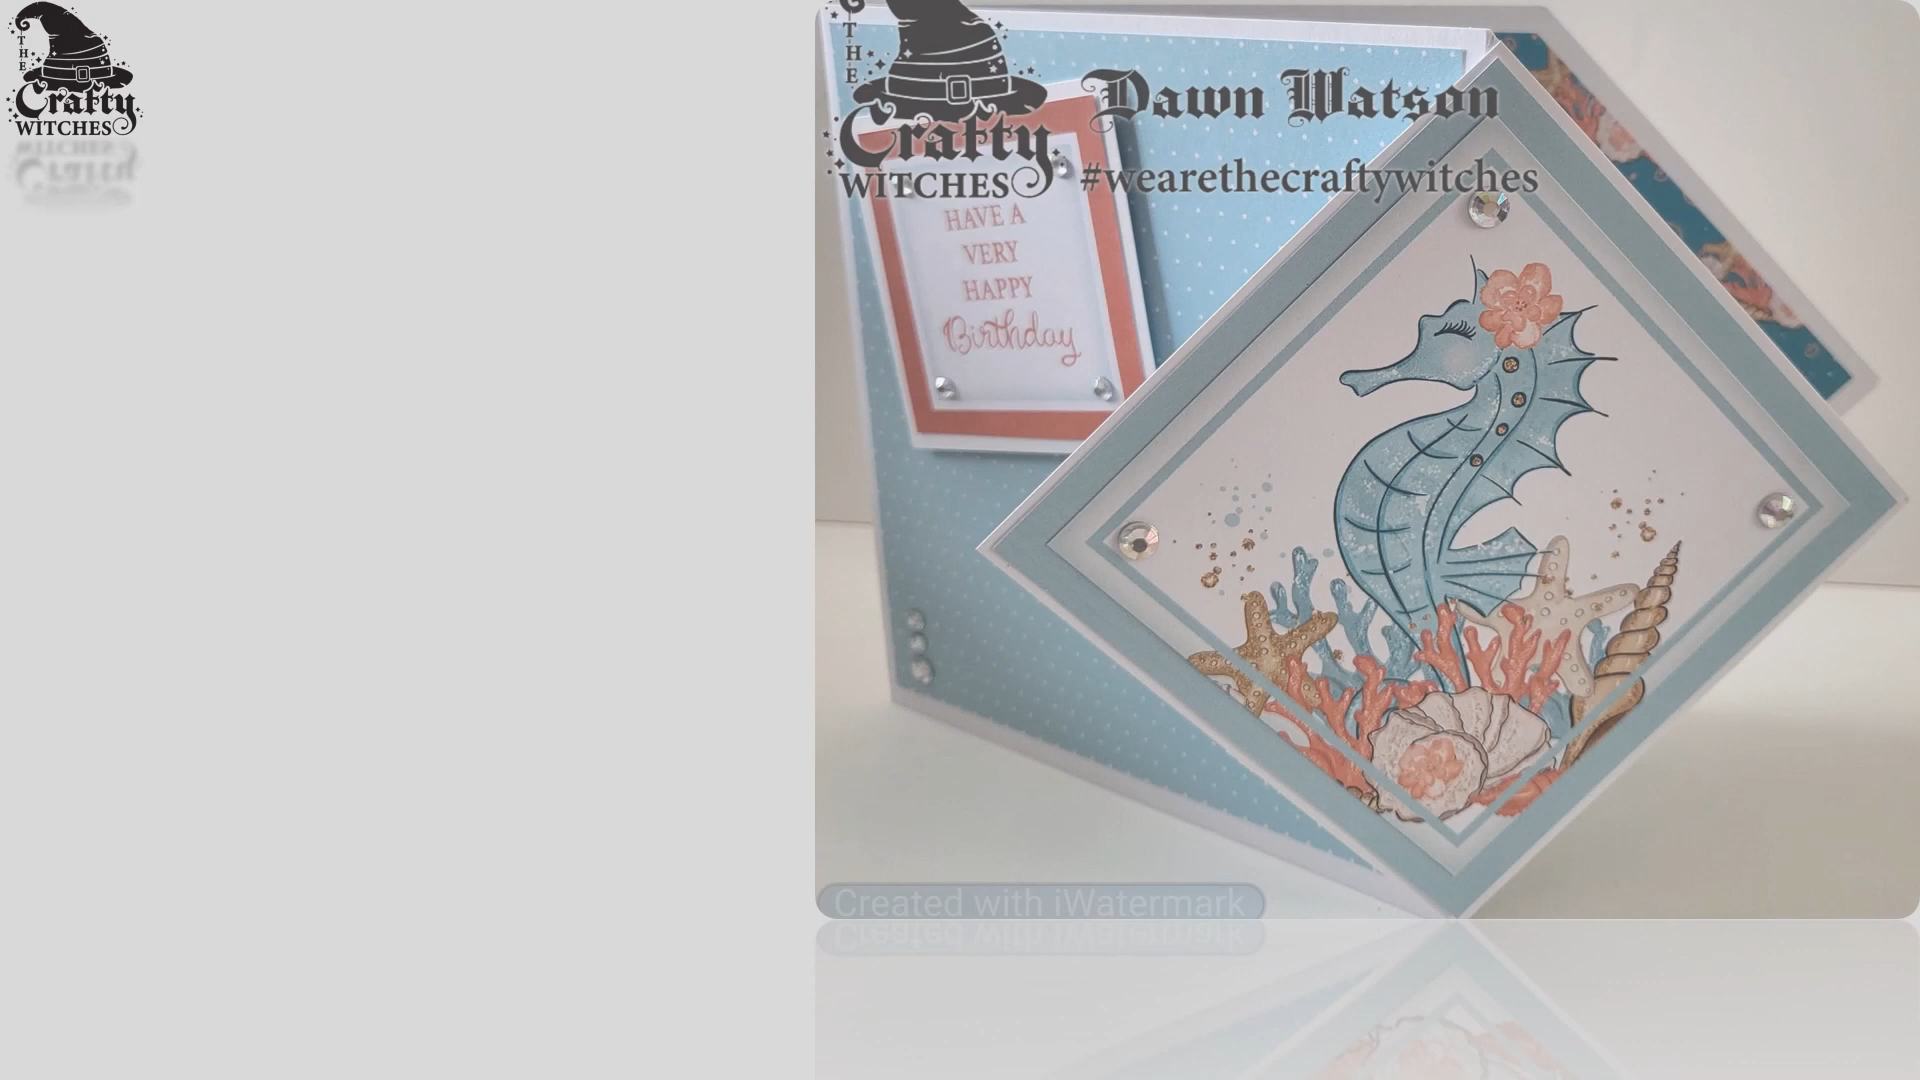 THE
Crafty
WITCHES
THE
Crafty
WITCHES
Dawn Watson
#wearethecraftywitches
HAVE A
VERY
HAPPY
Birthday
Created with iWatermark